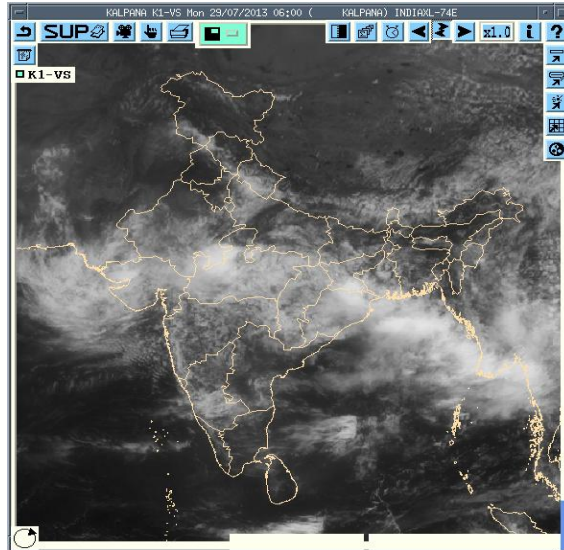 KALPANA K1-VS Mon 29/07/2013 06:00 ( KALPANA) INDIAXL-74E
SUP x1.0 i ?
K1-VS